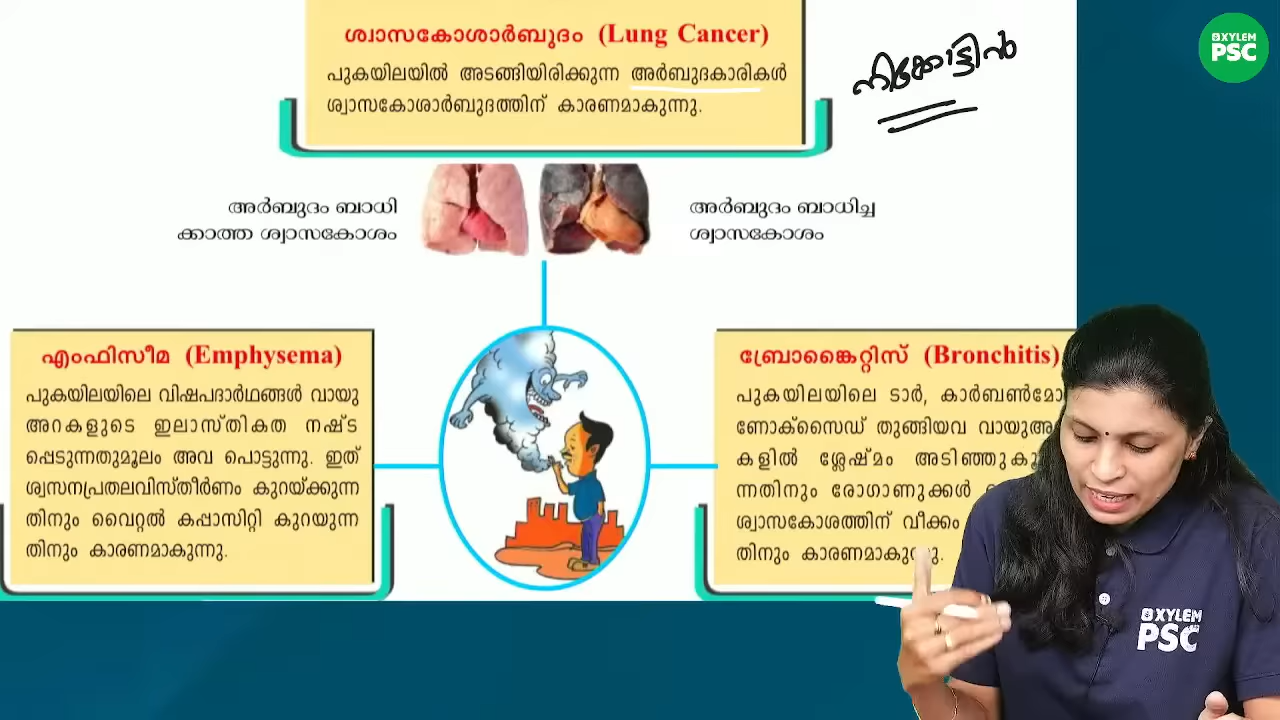 ശ്വാസകോശാർബുദം (Lung Cancer)
പുകയിലയിൽ അടങ്ങിയിരിക്കുന്ന അർബുദകാരികൾ
ശ്വാസകോശാർബുദത്തിന് കാരണമാകുന്നു.
നിക്കോട്ടിൻ
XYLEM
PSC
അർബുദം ബാധി
ക്കാത്ത ശ്വാസകോശം
അർബുദം ബാധിച്ച
ശ്വാസകോശം
എംഫിസീമ (Emphysema)
പുകയിലയിലെ വിഷപദാർഥങ്ങൾ വായു
അറകളുടെ ഇലാസ്തികത നഷ്ട
പ്പെടുന്നതുമൂലം അവ പൊട്ടുന്നു. ഇത്
ശ്വസനപ്രതലവിസ്തീർണം കുറയ്ക്കുന്ന
തിനും വൈറ്റൽ കപ്പാസിറ്റി കുറയുന്ന
തിനും കാരണമാകുന്നു.
ബ്രോങ്കൈറ്റിസ് (Bronchitis)
പുകയിലയിലെ ടാർ, കാർബൺമോ
ണോക്സൈഡ് തുങ്ങിയവ വായുഅ
കളിൽ ശ്ലേഷ്മം അടിഞ്ഞുകൂ
ന്നതിനും രോഗാണുക്കൾ
ശ്വാസകോശത്തിന് വീക്കം
തിനും കാരണമാകുന്നു.
XYLEM
PSC